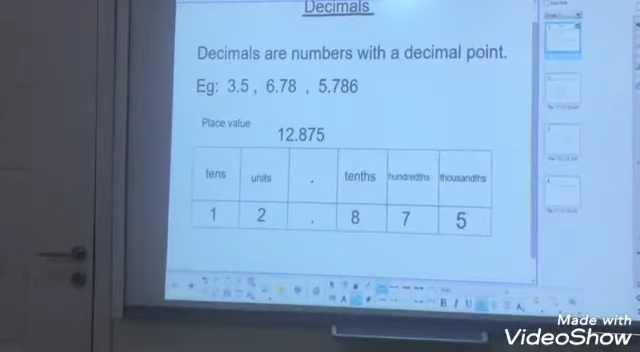 Decimals
Decimals are numbers with a decimal point.
Eg: 3.5 , 6.78 , 5.786
Place value
12.875
tens units . tenths hundredths thousandths
1 2 . 8 7 5
B I U
Made with
VideoShow